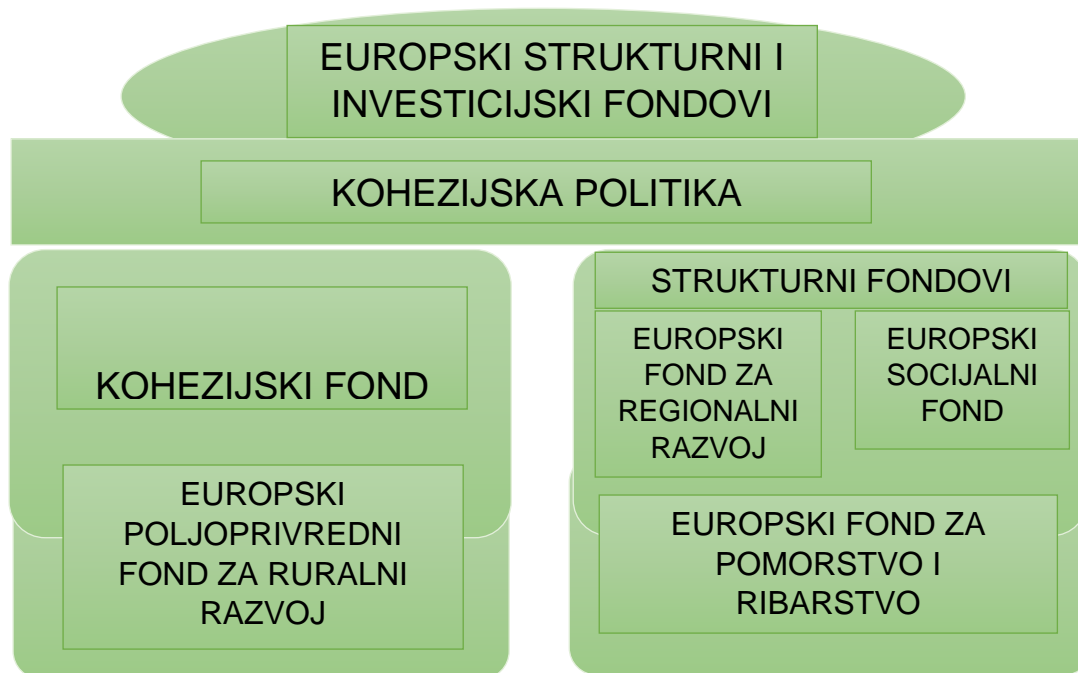 EUROPSKI STRUKTURNI I
INVESTICIJSKI FONDOVI
KOHEZIJSKA POLITIKA
KOHEZIJSKI FOND
STRUKTURNI FONDOVI
EUROPSKI
FOND ZA
REGIONALNI
RAZVOJ
EUROPSKI
SOCIJALNI
FOND
EUROPSKI
POLJOPRIVREDNI
FOND ZA RURALNI
RAZVOJ
EUROPSKI FOND ZA
POMORSTVO I
RIBARSTVO